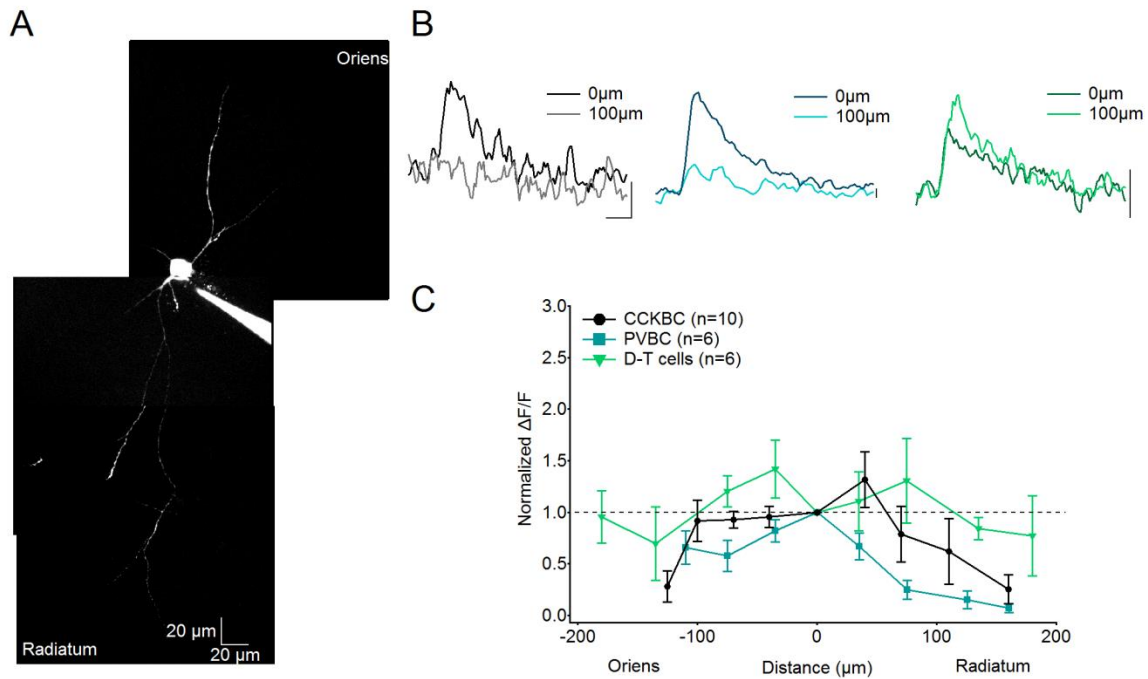 A
Oriens
Radiatum
20 µm
20 µm
B
0µm
100µm
0µm
100µm
0µm
100µm
C
CCKBC (n=10)
PVBC (n=6)
D-T cells (n=6)
Normalized ΔF/F
3.0
2.5
2.0
1.5
1.0
0.5
0.0
-200 -100 0 100 200
Oriens Distance (µm) Radiatum